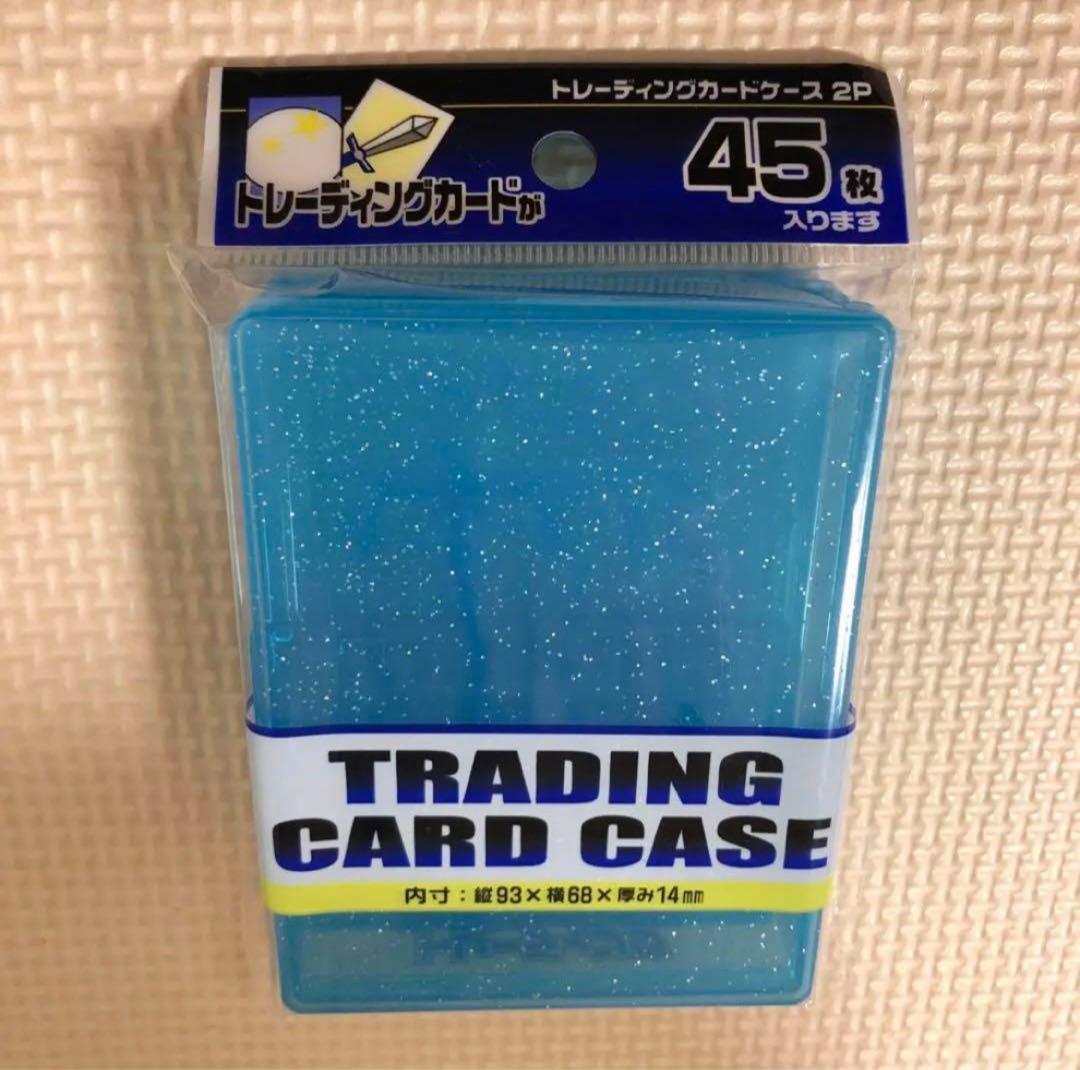 トレーディングカードケース 2P
トレーディングカードが
45枚
入ります
TRADING
CARD CASE
内寸：縦93×横68×厚み14mm